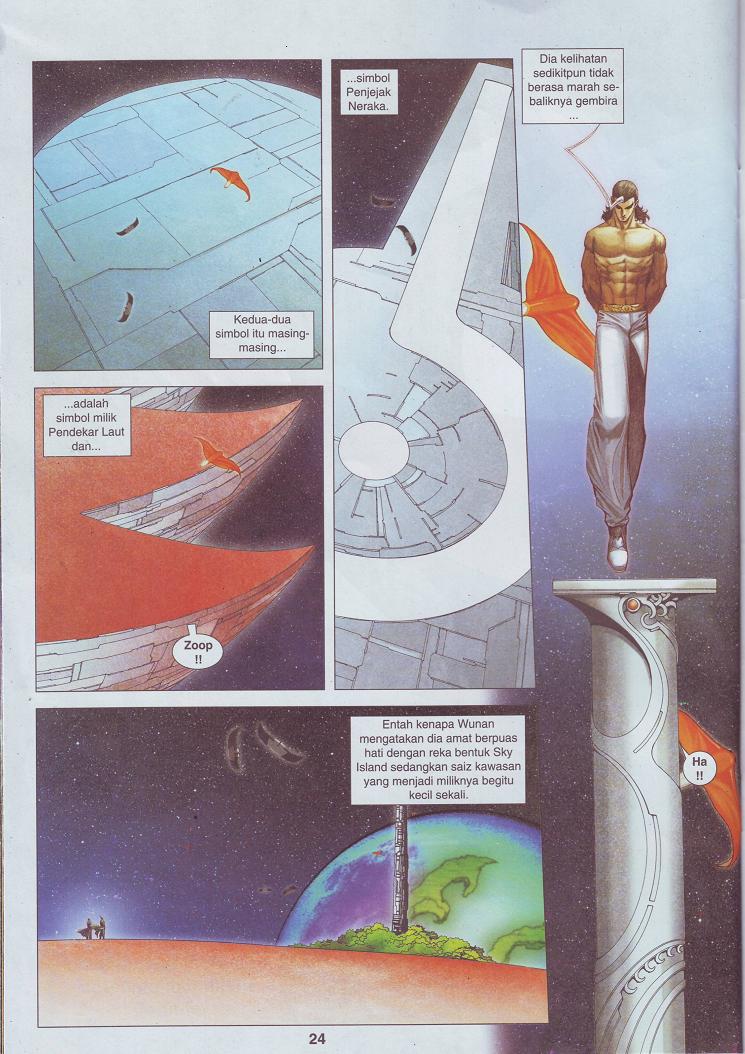 Kedua-dua
simbol itu masing-
masing...
...adalah
simbol milik
Pendekar Laut
dan...
Zoop
!!
...simbol
Penjejak
Neraka.
Dia kelihatan
sedikitpun tidak
berasa marah se-
baliknya gembira
...
Ha
!!
Entah kenapa Wunan
mengatakan dia amat berpuas
hati dengan reka bentuk Sky
Island sedangkan saiz kawasan
yang menjadi miliknya begitu
kecil sekali.
24